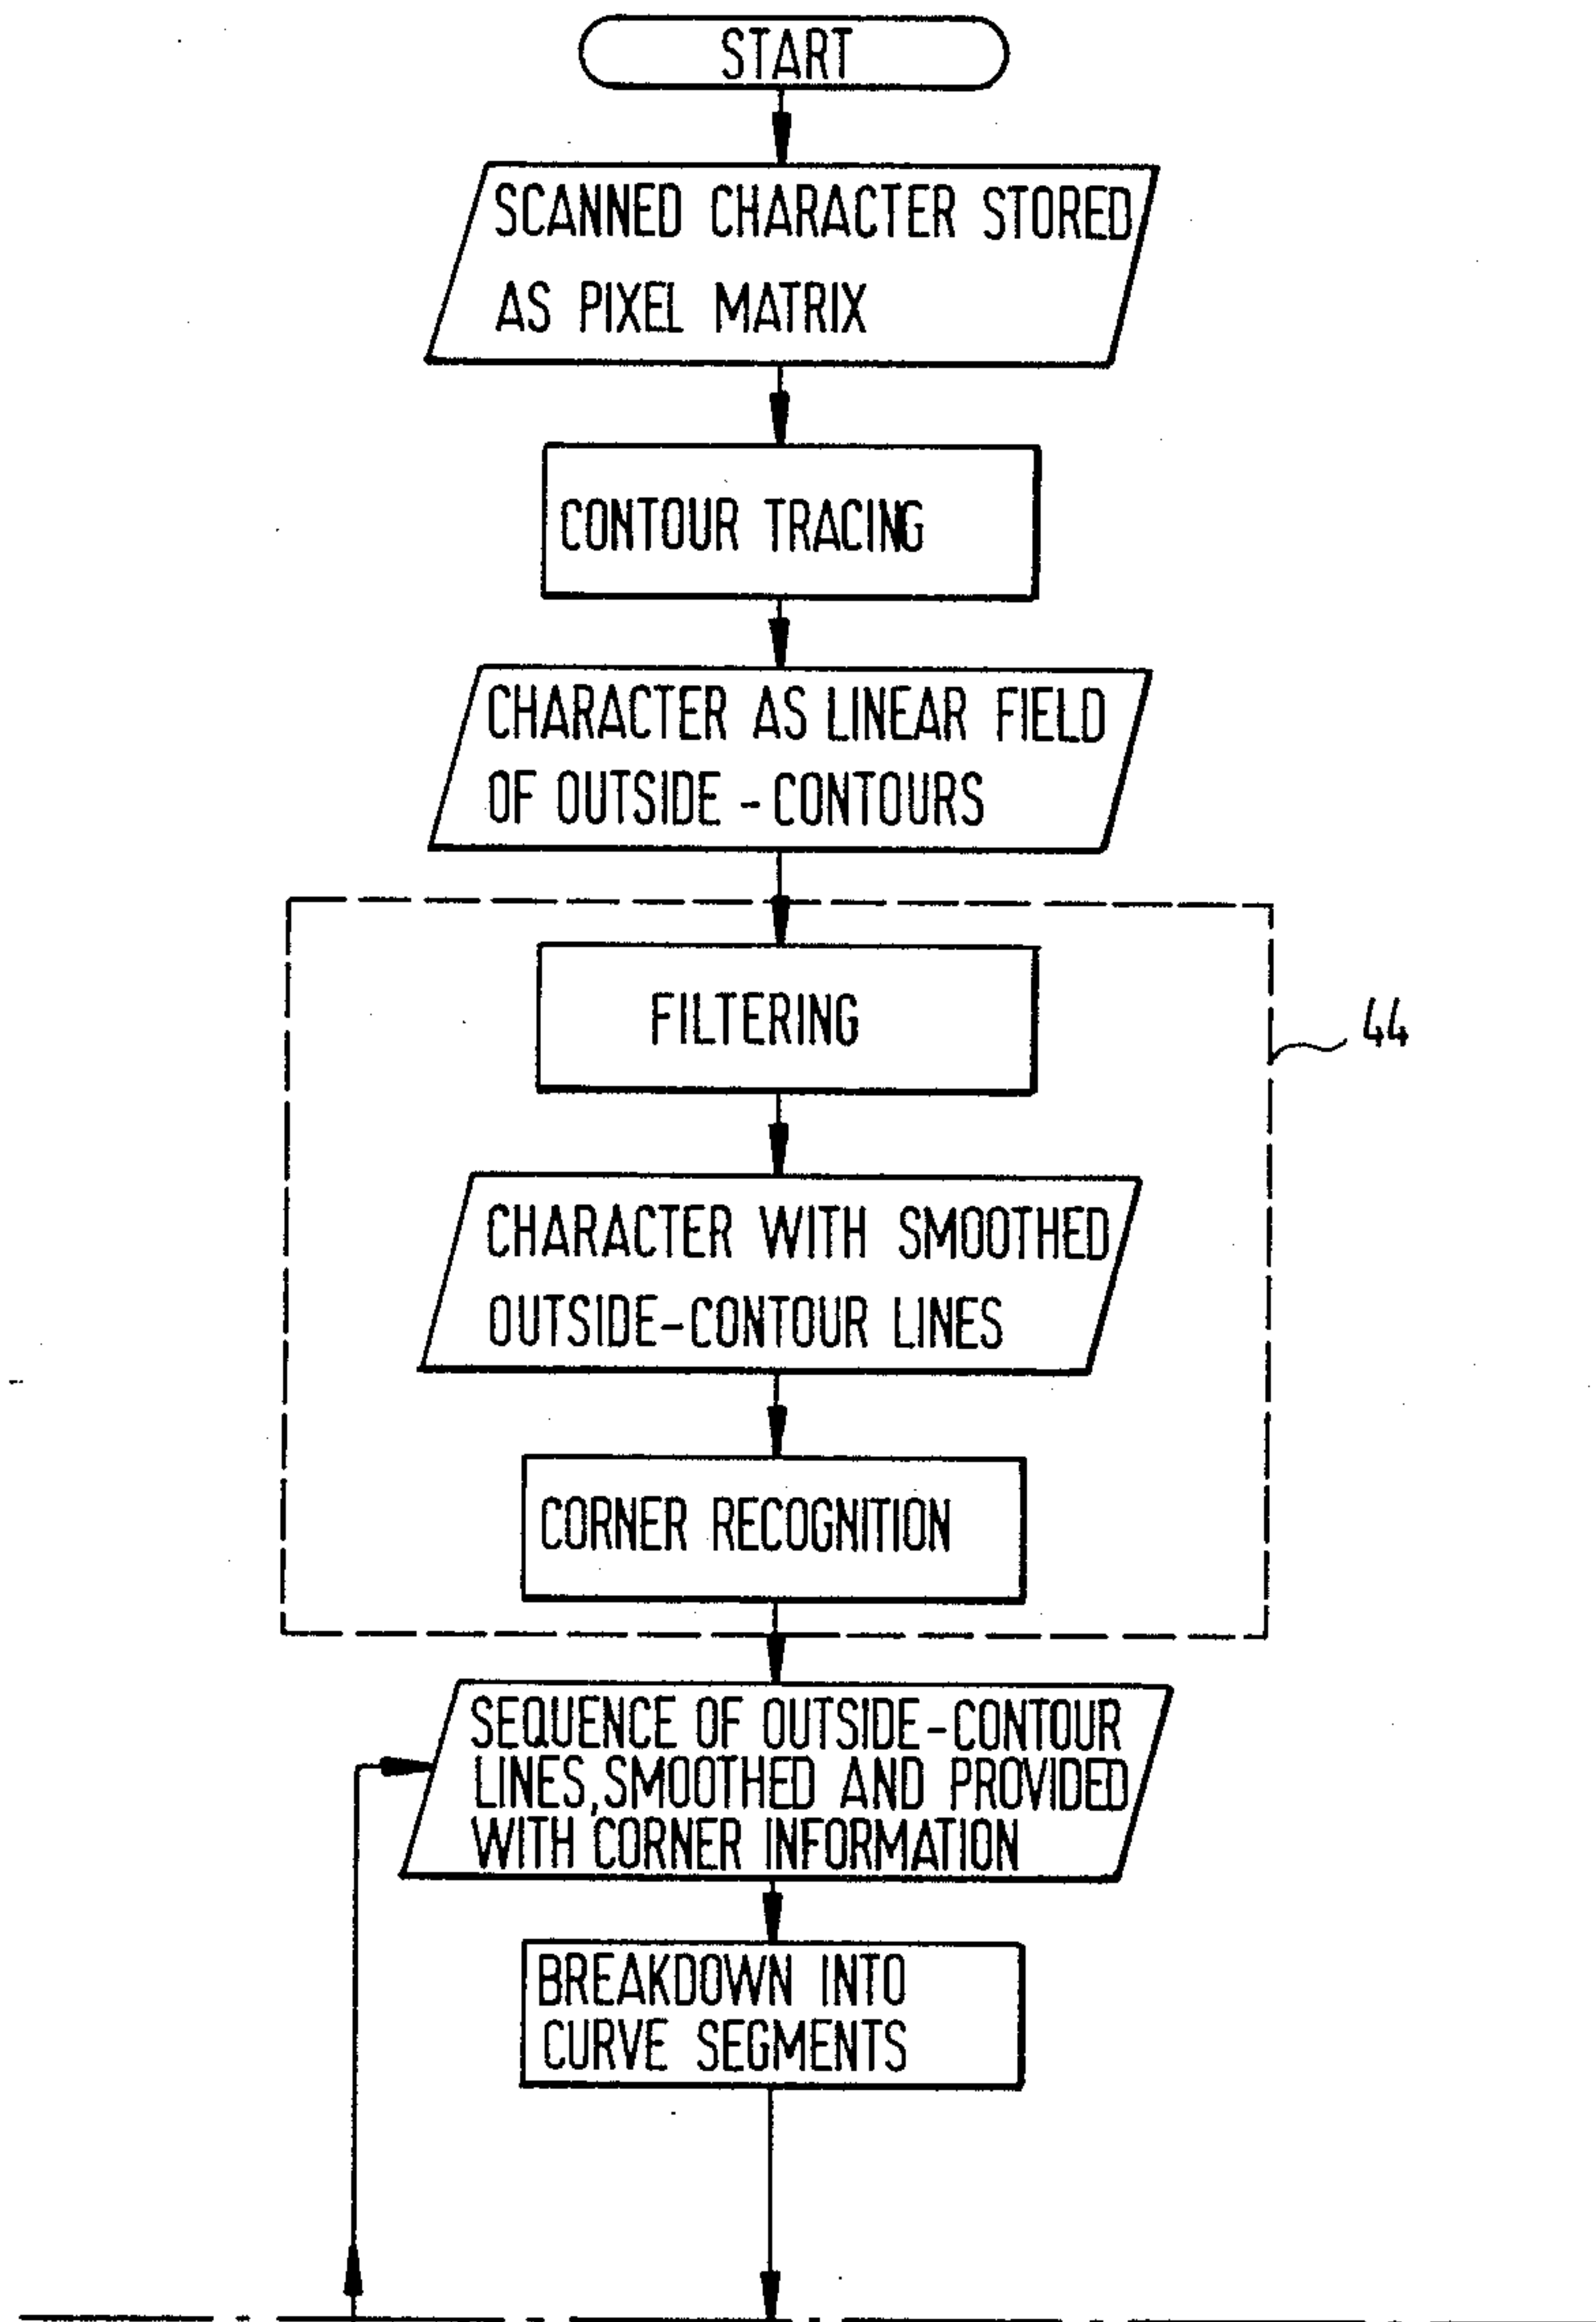 START
SCANNED CHARACTER STORED
AS PIXEL MATRIX
CONTOUR TRACING
CHARACTER AS LINEAR FIELD
OF OUTSIDE - CONTOURS
FILTERING
44
CHARACTER WITH SMOOTHED
OUTSIDE-CONTOUR LINES
CORNER RECOGNITION
SEQUENCE OF OUTSIDE-CONTOUR
LINES, SMOOTHED AND PROVIDED
WITH CORNER INFORMATION
BREAKDOWN INTO
CURVE SEGMENTS